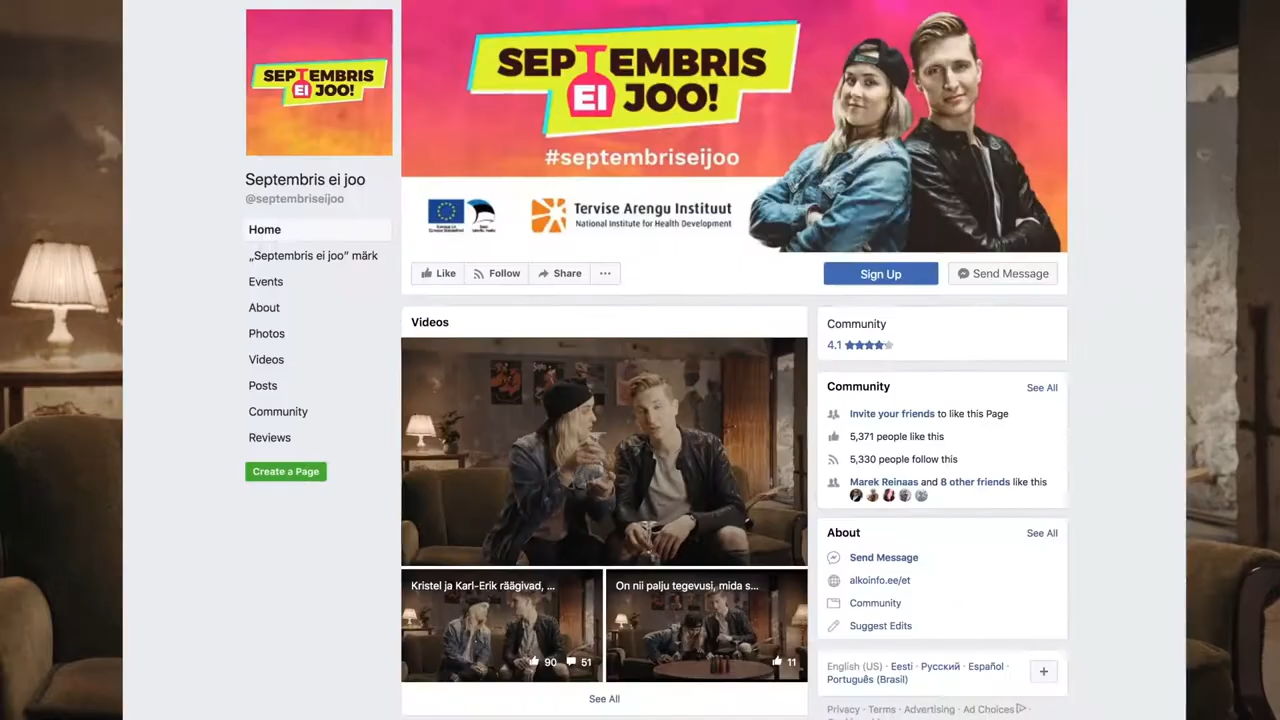 SEPTEMBRIS
EI JOO!
Septembris ei joo
@septembriseijoo
Home
„Septembris ei joo” märk
Events
About
Photos
Videos
Posts
Community
Reviews
Create a Page
SEPTEMBRIS
EI JOO!
#septembriseijoo
Tervise Arengu Instituut
National Institute for Health Development
Like
Follow
Share
Sign Up
Send Message
Videos
Kristel ja Karl-Erik räägivad, ...
90 51
On nii palju tegevusi, mida s...
11
See All
Community
4.1
Community See All
Invite your friends to like this Page
5,371 people like this
5,330 people follow this
Marek Reinaas and 8 other friends like this
About See All
Send Message
alkoinfo.ee/et
Community
Suggest Edits
English (US) · Eesti · Русский · Español ·
Português (Brasil)
Privacy · Terms · Advertising · Ad Choices ·